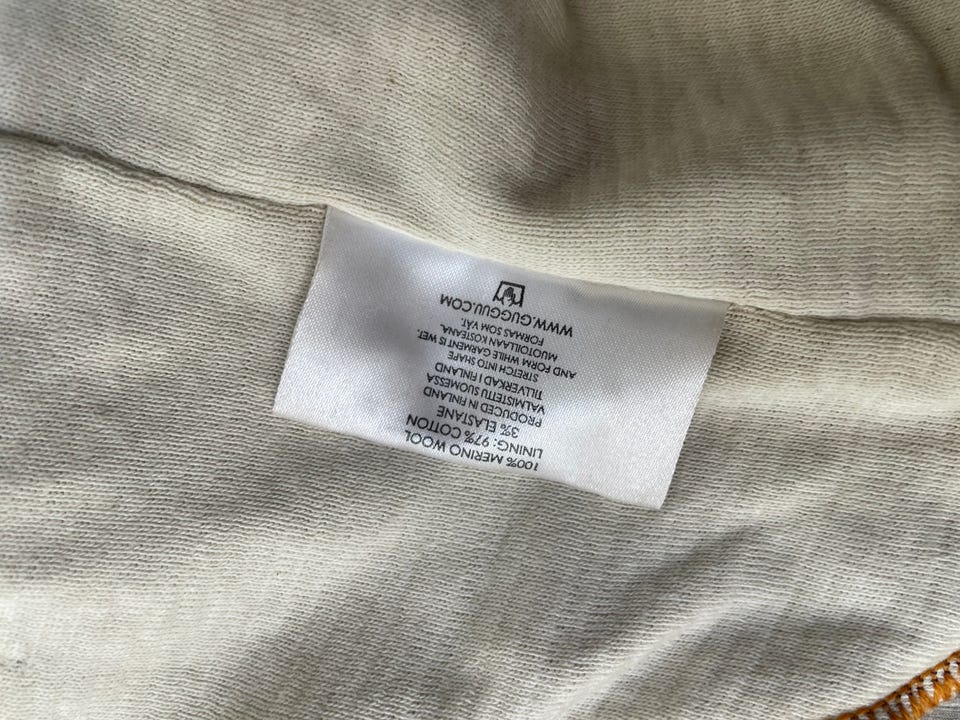 100% MERINO WOOL
LINING: 97% COTTON
3% ELASTANE
PRODUCED IN FINLAND
VALMISTETTU SUOMESSA
TILLVERKAD I FINLAND
STRETCH INTO SHAPE
AND FORM WHILE GARMENT IS WET.
MUOTOILLAAN KOSTEANA.
FORMAS SOM VÅT.
WWW.GUGGUU.COM